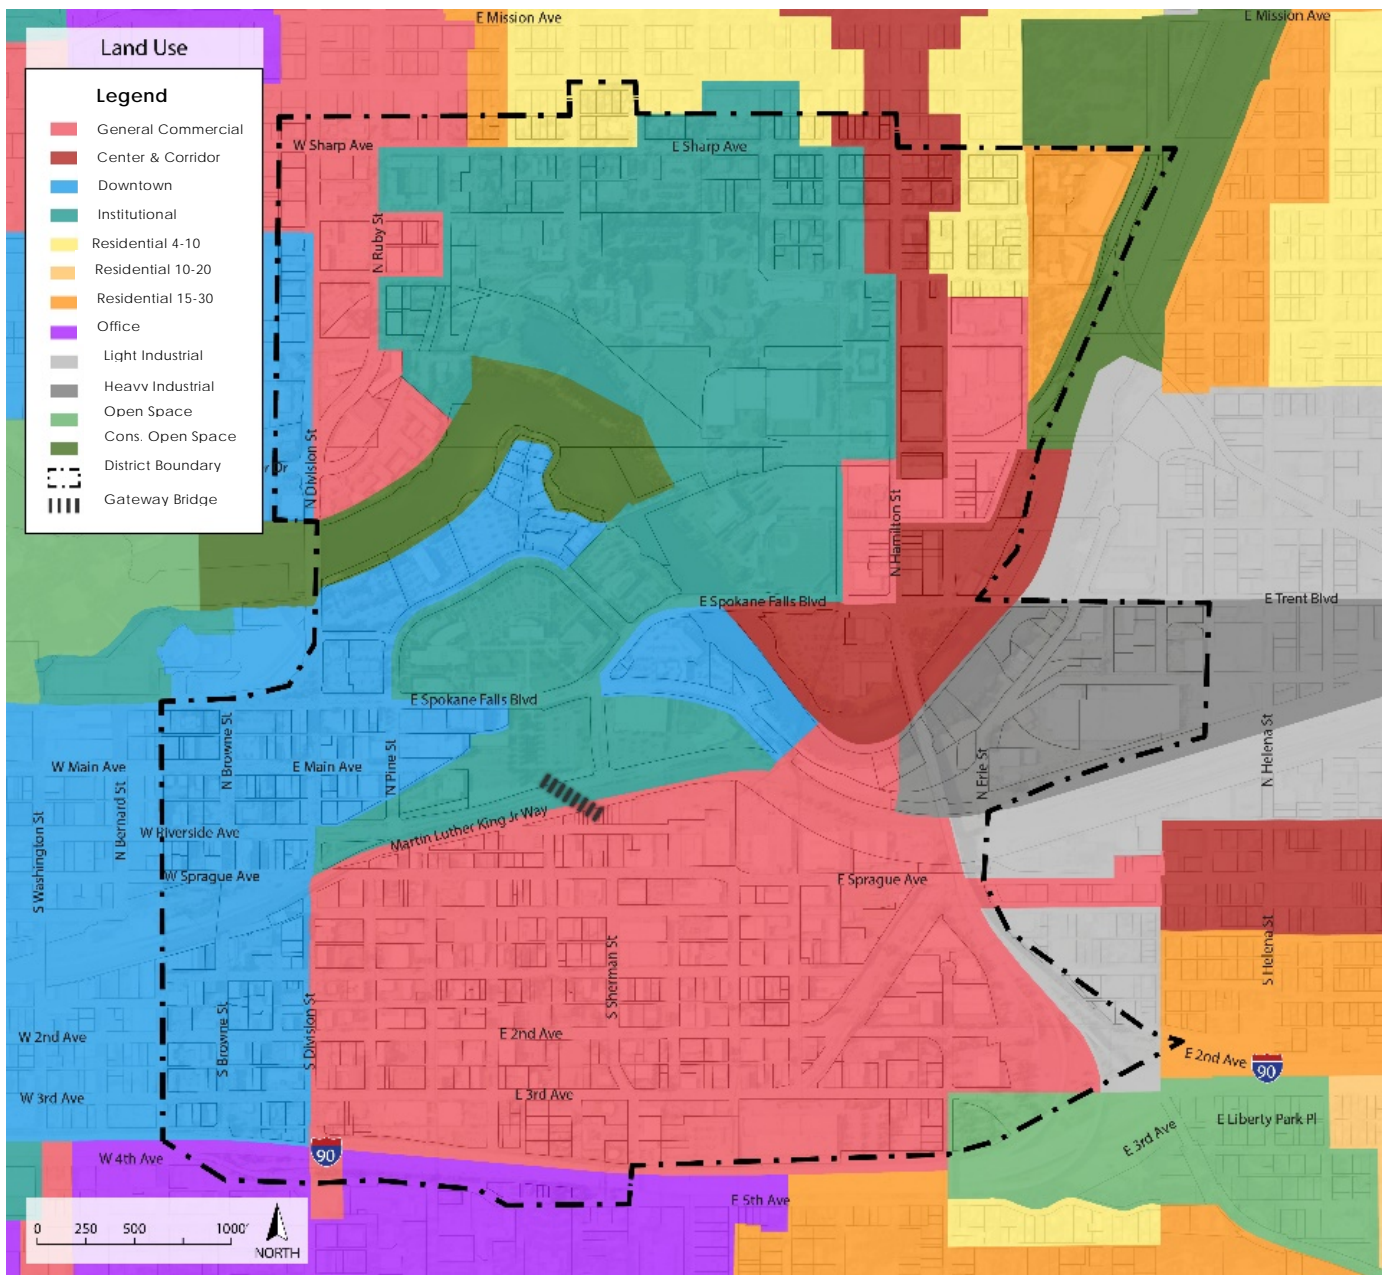 E Mission Ave
E Mission Ave
Land Use
Legend
General Commercial
Center & Corridor
Downtown
Institutional
Residential 4-10
Residential 10-20
Residential 15-30
Office
Light Industrial
Heavy Industrial
Open Space
Cons. Open Space
District Boundary
Gateway Bridge
W Sharp Ave
E Sharp Ave
N Ruby St
N Division St
r Dr
N Hamilton St
E Spokane Falls Blvd
E Trent Blvd
E Spokane Falls Blvd
W Main Ave
N Browne St
E Main Ave
N Pine St
N Erie St
N Helena St
N Bernard St
S Washington St
W Riverside Ave
Martin Luther King Jr Way
W Sprague Ave
E Sprague Ave
S Helena St
S Sherman St
S Browne St
S Division St
W 2nd Ave
E 2nd Ave
E 2nd Ave
90
W 3rd Ave
E 3rd Ave
E Liberty Park Pl
E 3rd Ave
W 4th Ave
90
E 5th Ave
0 250 500 1000'
NORTH